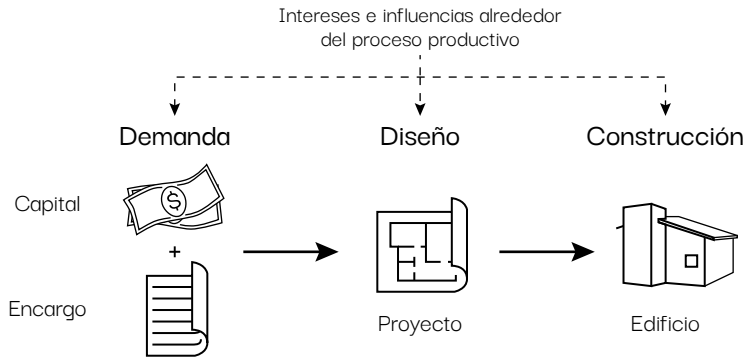 Intereses e influencias alrededor
del proceso productivo
Demanda
Diseño
Construcción
Capital
$
+
Encargo
Proyecto
Edificio